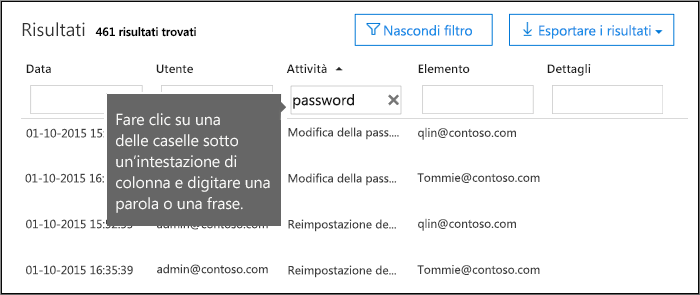 Risultati 461 risultati trovati Nascondi filtro Esportare i risultati
Data Utente Attività Elemento Dettagli
password
Fare clic su una
delle caselle sotto
un'intestazione di
colonna e digitare una
parola o una frase.
01-10-2015 15: Modifica della pass.... qlin@contoso.com
01-10-2015 16: Modifica della pass.... Tommie@contoso.com
01-10-2015 15:52:55 admin@contoso.com Reimpostazione de... qlin@contoso.com
01-10-2015 16:35:39 admin@contoso.com Reimpostazione de... Tommie@contoso.com